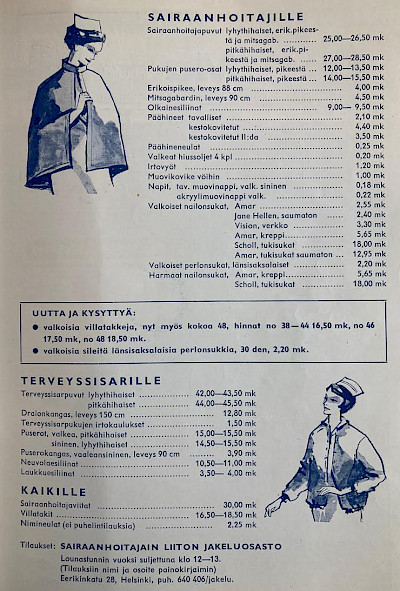 SAIRAANHOITAJILLE
Sairaanhoitajapuvut lyhythihaiset, erik.pikees-
tä ja mitsagab. .......... 25,00—26,50 mk
pitkähihaiset, erik.pi-
keestä ja mitsagab. ...... 27,00—28,50 mk
Pukujen pusero-osat lyhythihaiset, pikeestä ... 12,00—13,50 mk
pitkähihaiset, pikeestä ... 14,00—15,50 mk
Erikoispikee, leveys 88 cm .......... 4,00 mk
Mitsagabardin, leveys 90 cm .......... 4,50 mk
Olkainesiliinat .......... 9,00— 9,50 mk
Päähineet tavalliset .......... 2,10 mk
kestokovitetut .......... 4,40 mk
kestokovitetut II:da .......... 3,50 mk
Päähineneulat .......... 0,25 mk
Valkeat hiussoljet 4 kpl .......... 0,20 mk
Irtovyöt .......... 1,20 mk
Muovikovike vöihin .......... 1,00 mk
Napit, tav. muovinappi, valk. sininen .......... 0,18 mk
akryylimuovinappi valk. .......... 0,22 mk
Valkoiset nailonsukat, Amar .......... 2,55 mk
Jane Hellen, saumaton ...... 2,40 mk
Vision, verkko .......... 3,30 mk
Amar, kreppi .......... 5,65 mk
Scholl, tukisukat .......... 18,00 mk
Amar, tukisukat saumaton ... 12,95 mk
Valkoiset perlonsukat, länsisaksalaiset .......... 2,20 mk
Harmaat nailonsukat, Amar, kreppi .......... 5,65 mk
Scholl, tukisukat .......... 18,00 mk
UUTTA JA KYSYTTYÄ:
● valkoisia villatakkeja, nyt myös kokoa 48, hinnat no 38—44 16,50 mk, no 46
17,50 mk, no 48 18,50 mk.
● valkoisia sileitä länsisaksalaisia perlonsukkia, 30 den, 2,20 mk.
TERVEYSSISARILLE
Terveyssisarpuvut lyhythihaiset .......... 42,00—43,50 mk
pitkähihaiset .......... 44,00—45,50 mk
Dralonkangas, leveys 150 cm .......... 12,80 mk
Terveyssisarpukujen irtokaulukset .......... 1,50 mk
Puserot, valkea, pitkähihaiset .......... 15,00—15,50 mk
sininen, lyhythihaiset .......... 14,50—15,50 mk
Puserokangas, vaaleansininen, leveys 90 cm .... 3,90 mk
Neuvolaesiliinat .......... 10,50—11,00 mk
Laukkuesiliinat .......... 3,50— 4,00 mk
KAIKILLE
Sairaanhoitajaviitat .......... 30,00 mk
Villatakit .......... 16,50—18,50 mk
Nimineulat (ei puhelintilauksia) .......... 2,25 mk
Tilaukset: SAIRAANHOITAJAIN LIITON JAKELUOSASTO
Lounastunnin vuoksi suljettuna klo 12—13.
(Tilauksiin nimi ja osoite painokirjaimin)
Eerikinkatu 28, Helsinki, puh. 640 406/jakelu.